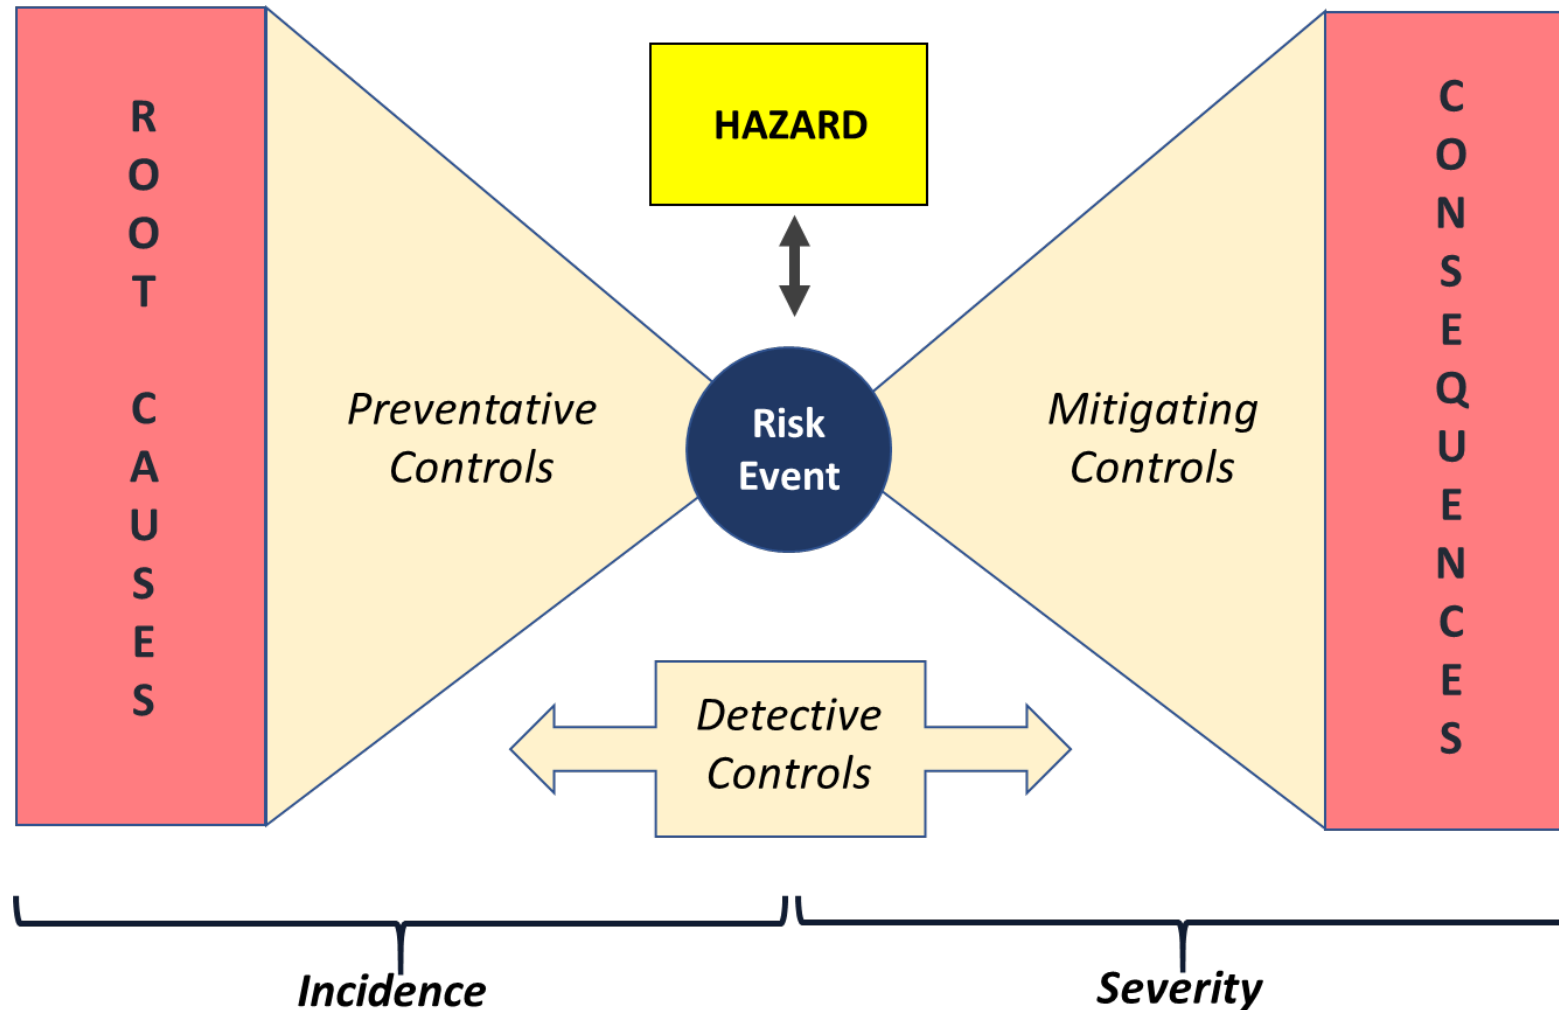 ROOT CAUSES
HAZARD
CONSEQUENCES
Preventative
Controls
Risk
Event
Mitigating
Controls
Detective
Controls
Incidence
Severity